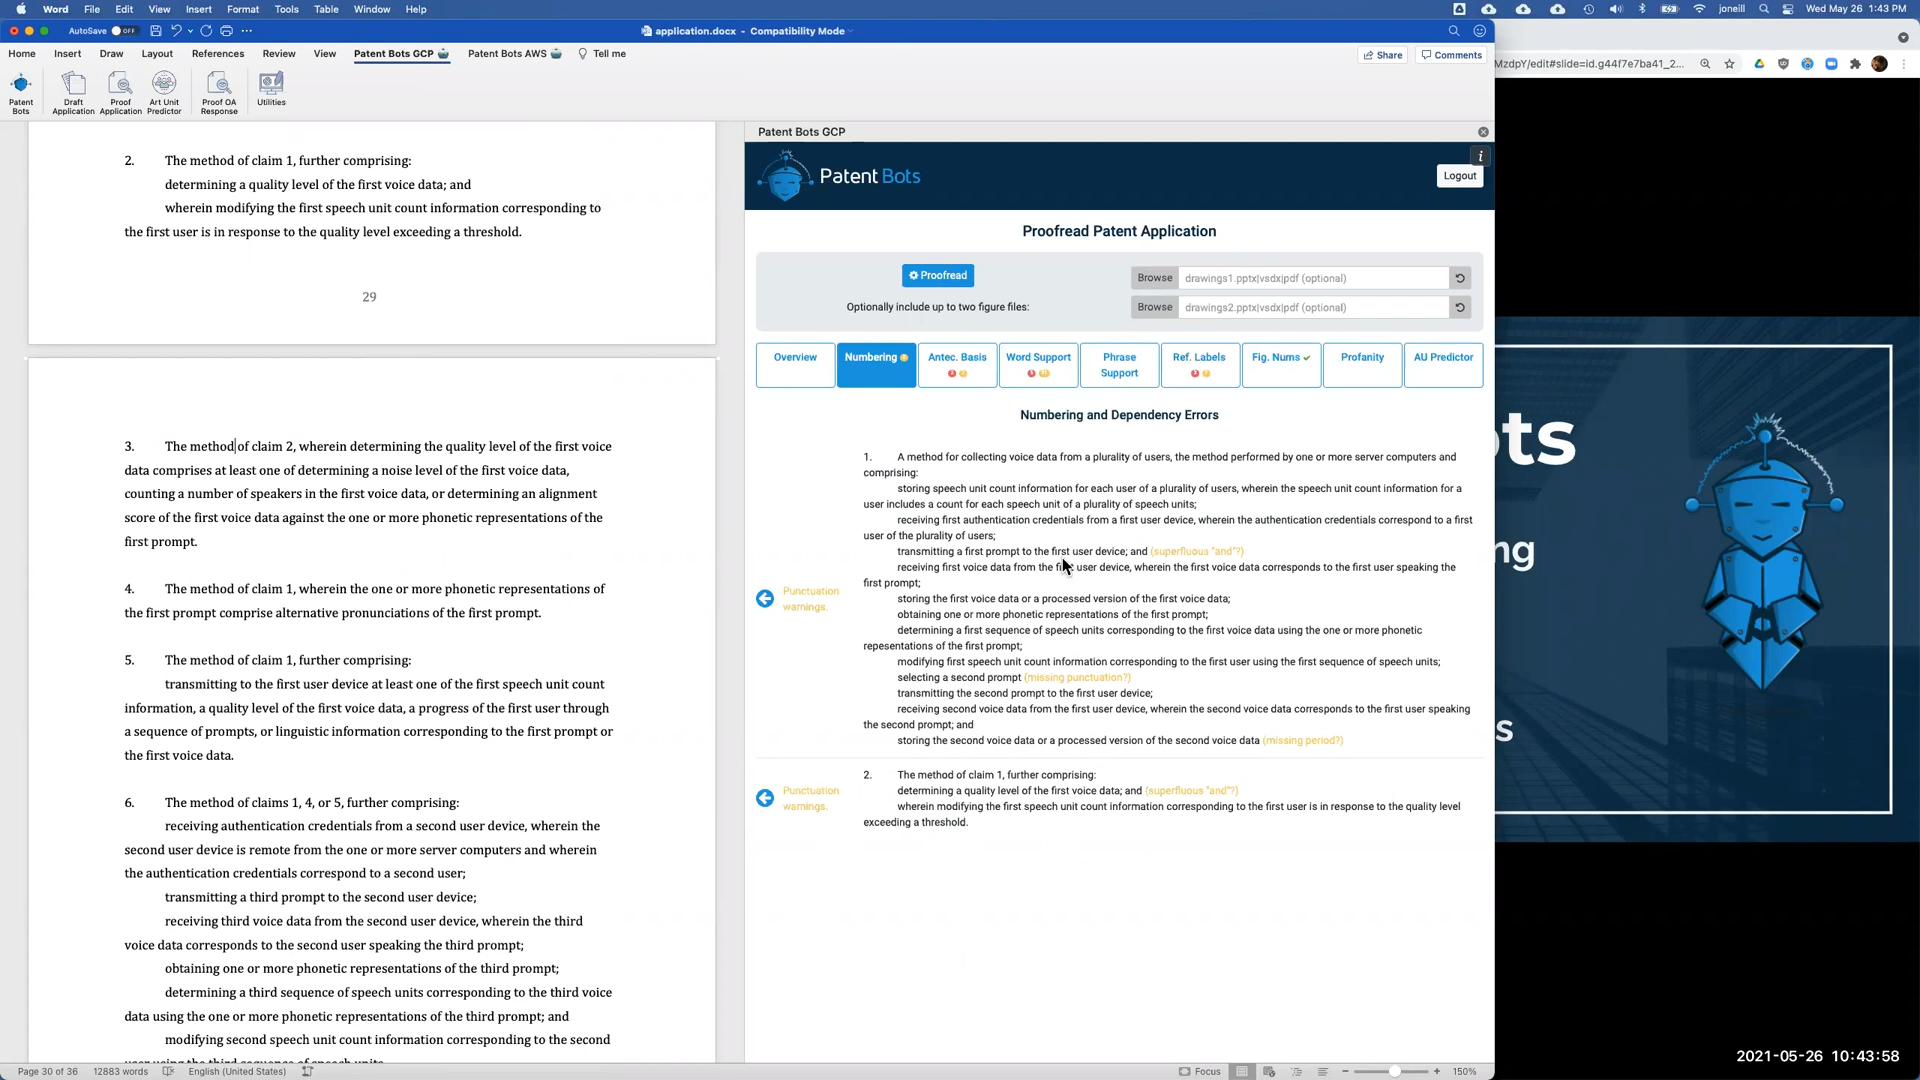 Word File Edit View Insert Format Tools Table Window Help
joneill Wed May 26 1:43 PM
AutoSave OFF
application.docx - Compatibility Mode
Home Insert Draw Layout References Review View Patent Bots GCP Patent Bots AWS Tell me
Share Comments
MzdpY/edit#slide=id.g44f7e7ba41_2...
Patent Bots
Draft Application
Proof Application
Art Unit Predictor
Proof OA Response
Utilities
2. The method of claim 1, further comprising:
determining a quality level of the first voice data; and
wherein modifying the first speech unit count information corresponding to
the first user is in response to the quality level exceeding a threshold.
29
3. The method of claim 2, wherein determining the quality level of the first voice
data comprises at least one of determining a noise level of the first voice data,
counting a number of speakers in the first voice data, or determining an alignment
score of the first voice data against the one or more phonetic representations of the
first prompt.
4. The method of claim 1, wherein the one or more phonetic representations of
the first prompt comprise alternative pronunciations of the first prompt.
5. The method of claim 1, further comprising:
transmitting to the first user device at least one of the first speech unit count
information, a quality level of the first voice data, a progress of the first user through
a sequence of prompts, or linguistic information corresponding to the first prompt or
the first voice data.
6. The method of claims 1, 4, or 5, further comprising:
receiving authentication credentials from a second user device, wherein the
second user device is remote from the one or more server computers and wherein
the authentication credentials correspond to a second user;
transmitting a third prompt to the second user device;
receiving third voice data from the second user device, wherein the third
voice data corresponds to the second user speaking the third prompt;
obtaining one or more phonetic representations of the third prompt;
determining a third sequence of speech units corresponding to the third voice
data using the one or more phonetic representations of the third prompt; and
modifying second speech unit count information corresponding to the second
user using the third sequence of speech units
Patent Bots GCP
Patent Bots
i
Logout
Proofread Patent Application
Proofread
Browse drawings1.pptx|vsdx|pdf (optional)
Optionally include up to two figure files:
Browse drawings2.pptx|vsdx|pdf (optional)
Overview
Numbering
Antec. Basis
Word Support
Phrase Support
Ref. Labels
Fig. Nums
Profanity
AU Predictor
Numbering and Dependency Errors
1. A method for collecting voice data from a plurality of users, the method performed by one or more server computers and
comprising:
storing speech unit count information for each user of a plurality of users, wherein the speech unit count information for a
user includes a count for each speech unit of a plurality of speech units;
receiving first authentication credentials from a first user device, wherein the authentication credentials correspond to a first
user of the plurality of users;
transmitting a first prompt to the first user device; and (superfluous "and"?)
receiving first voice data from the first user device, wherein the first voice data corresponds to the first user speaking the
first prompt;
Punctuation warnings.
storing the first voice data or a processed version of the first voice data;
obtaining one or more phonetic representations of the first prompt;
determining a first sequence of speech units corresponding to the first voice data using the one or more phonetic
repesentations of the first prompt;
modifying first speech unit count information corresponding to the first user using the first sequence of speech units;
selecting a second prompt (missing punctuation?)
transmitting the second prompt to the first user device;
receiving second voice data from the first user device, wherein the second voice data corresponds to the first user speaking
the second prompt; and
storing the second voice data or a processed version of the second voice data (missing period?)
2. The method of claim 1, further comprising:
Punctuation warnings.
determining a quality level of the first voice data; and (superfluous "and"?)
wherein modifying the first speech unit count information corresponding to the first user is in response to the quality level
exceeding a threshold.
ots
ng
s
2021-05-26 10:43:58
Page 30 of 36 12883 words English (United States)
Focus 150%